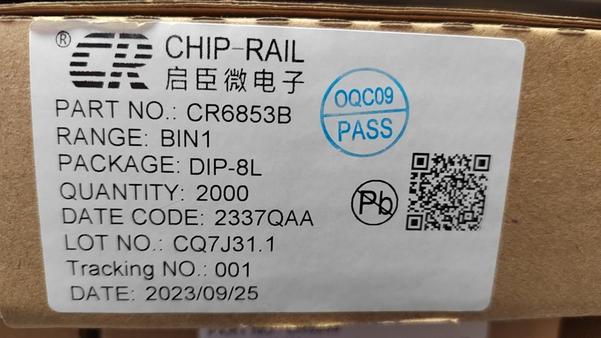 ® CR CHIP-RAIL
启臣微电子
PART NO.: CR6853B
OQC09
PASS
RANGE: BIN1
PACKAGE: DIP-8L
QUANTITY: 2000
Pb
DATE CODE: 2337QAA
LOT NO.: CQ7J31.1
Tracking NO.: 001
DATE: 2023/09/25